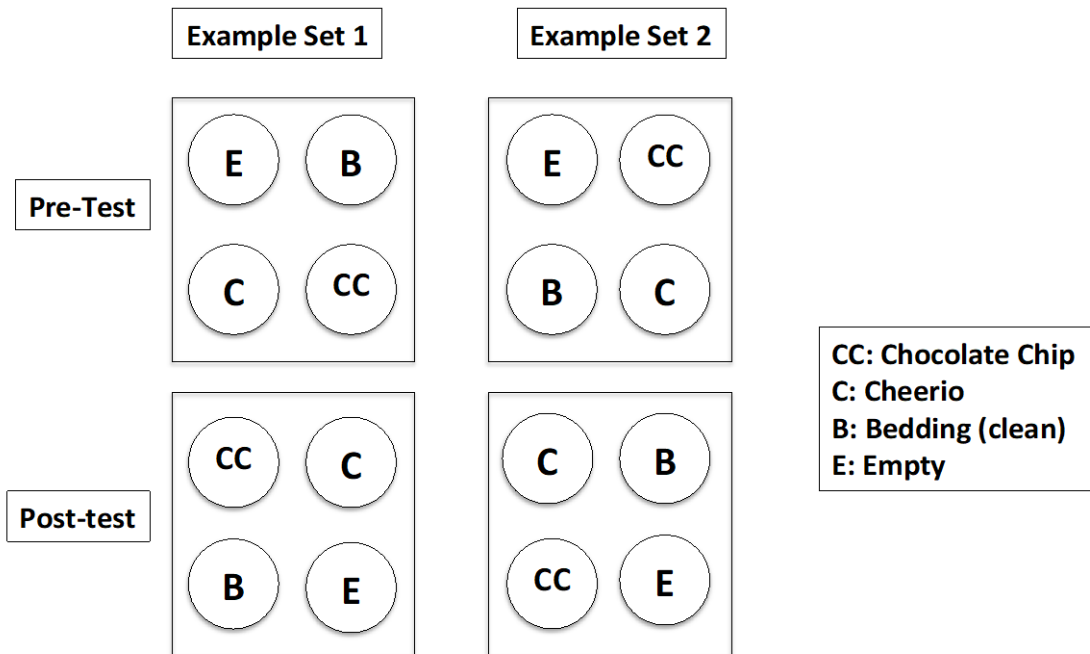 Example Set 1
Example Set 2
Pre-Test
E
B
C
CC
E
CC
B
C
Post-test
CC
C
B
E
C
B
CC
E
CC: Chocolate Chip
C: Cheerio
B: Bedding (clean)
E: Empty